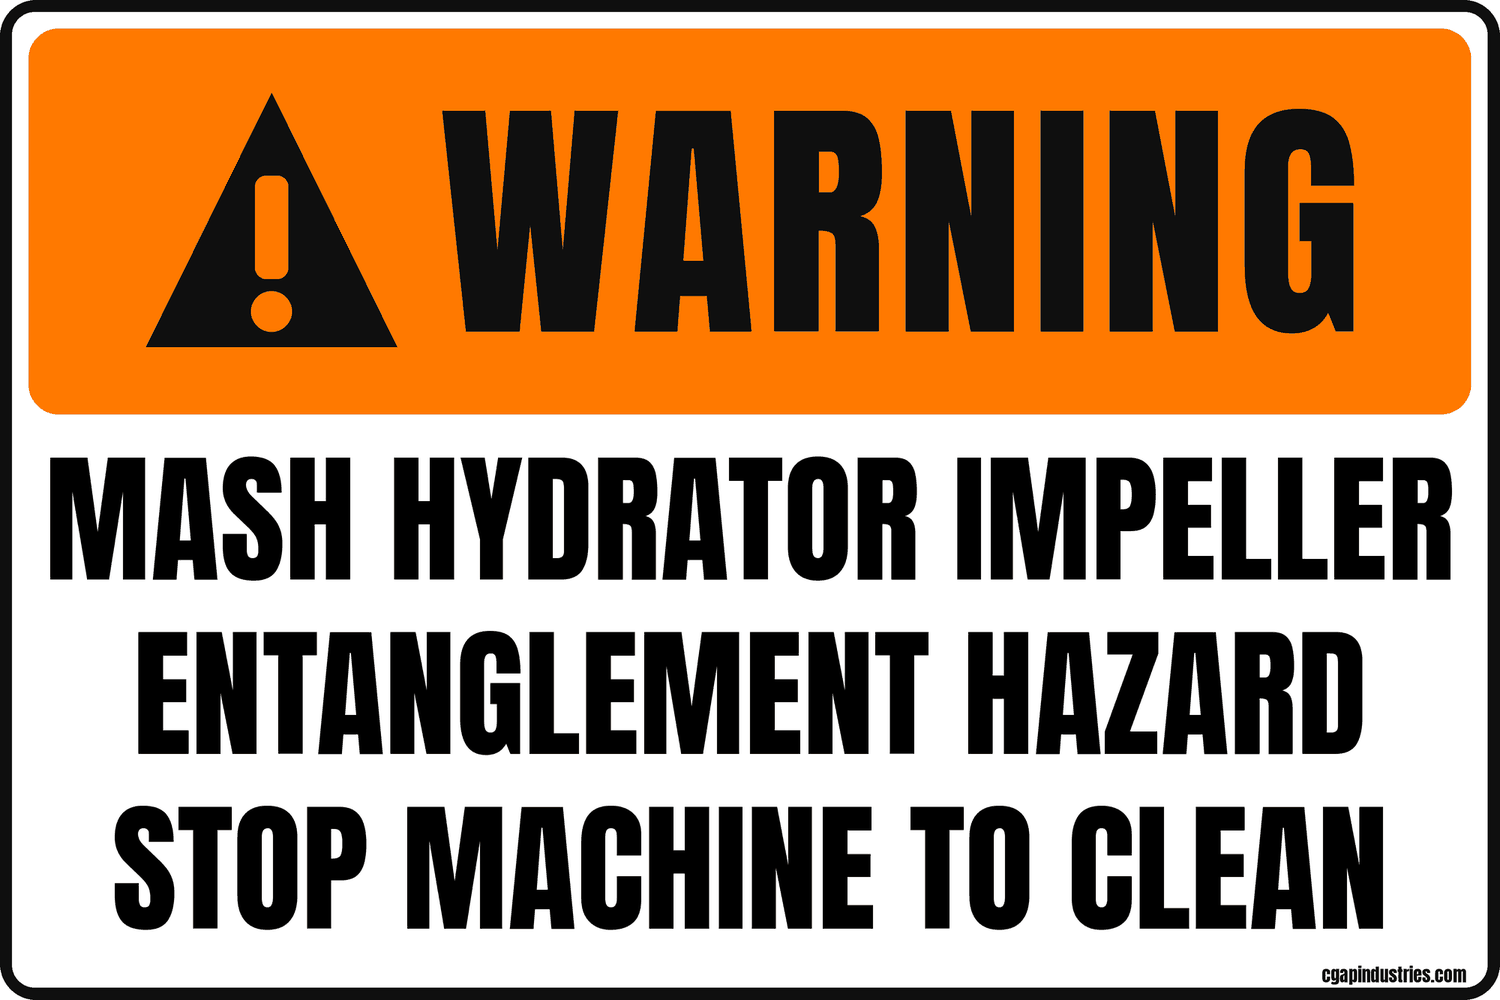 WARNING
MASH HYDRATOR IMPELLER
ENTANGLEMENT HAZARD
STOP MACHINE TO CLEAN
cgapindustries.com